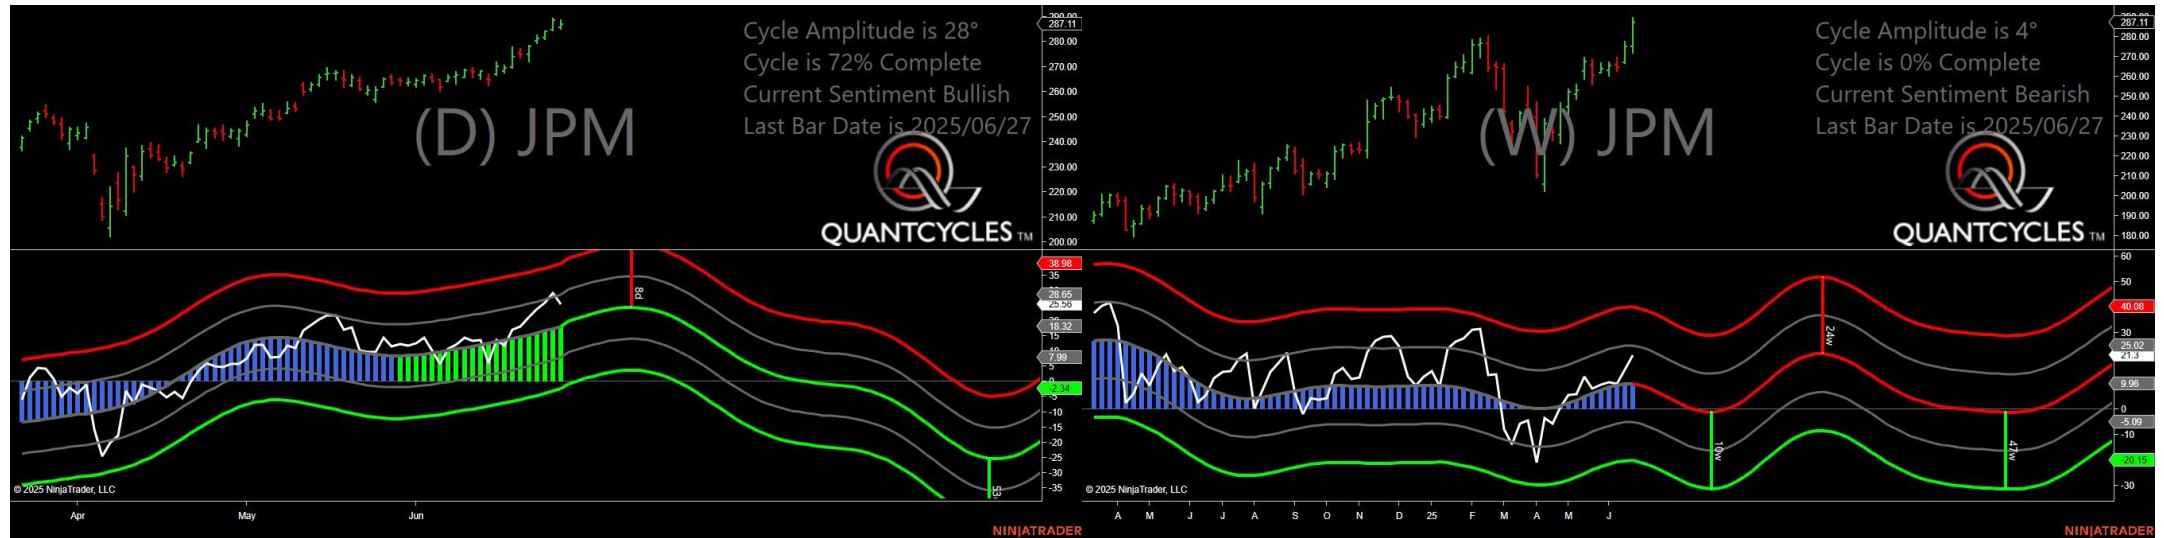 Cycle Amplitude is 28°
Cycle is 72% Complete
Current Sentiment Bullish
Last Bar Date is 2025/06/27
(D) JPM
QUANTCYCLES TM
287.11
280.00
270.00
260.00
250.00
240.00
230.00
220.00
210.00
200.00
38.98
35
28.65
25.56
18.32
15
7.99
5
-2.34
-5
-10
-15
-20
-25
-30
-35
8d
© 2025 NinjaTrader, LLC
Apr
May
Jun
NINJATRADER
Cycle Amplitude is 4°
Cycle is 0% Complete
Current Sentiment Bearish
Last Bar Date is 2025/06/27
(W) JPM
QUANTCYCLES TM
287.11
280.00
270.00
260.00
250.00
240.00
230.00
220.00
210.00
200.00
190.00
180.00
60
50
40.08
30
25.02
21.3
9.96
0
-5.09
-10
-20.15
-30
24w
10w
47w
© 2025 NinjaTrader, LLC
A
M
J
J
A
S
O
N
D
25
F
M
A
M
J
NINJATRADER